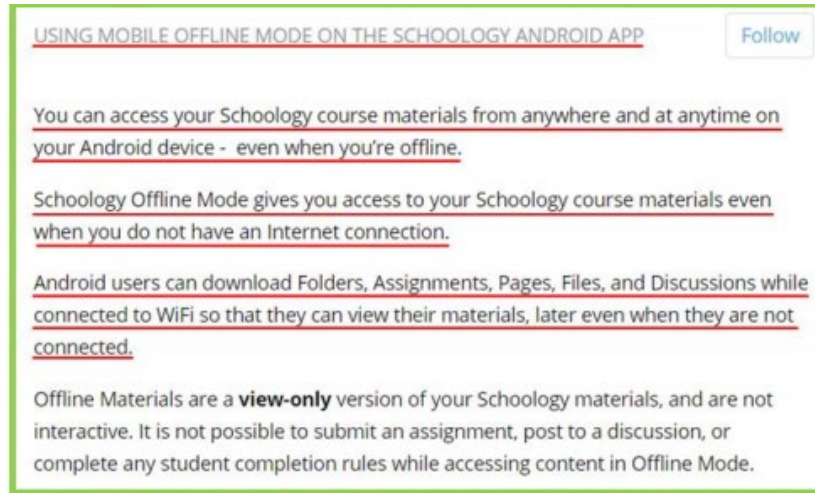 USING MOBILE OFFLINE MODE ON THE SCHOOLOGY ANDROID APP
Follow
You can access your Schoology course materials from anywhere and at anytime on
your Android device - even when you're offline.
Schoology Offline Mode gives you access to your Schoology course materials even
when you do not have an Internet connection.
Android users can download Folders, Assignments, Pages, Files, and Discussions while
connected to WiFi so that they can view their materials, later even when they are not
connected.
Offline Materials are a view-only version of your Schoology materials, and are not
interactive. It is not possible to submit an assignment, post to a discussion, or
complete any student completion rules while accessing content in Offline Mode.